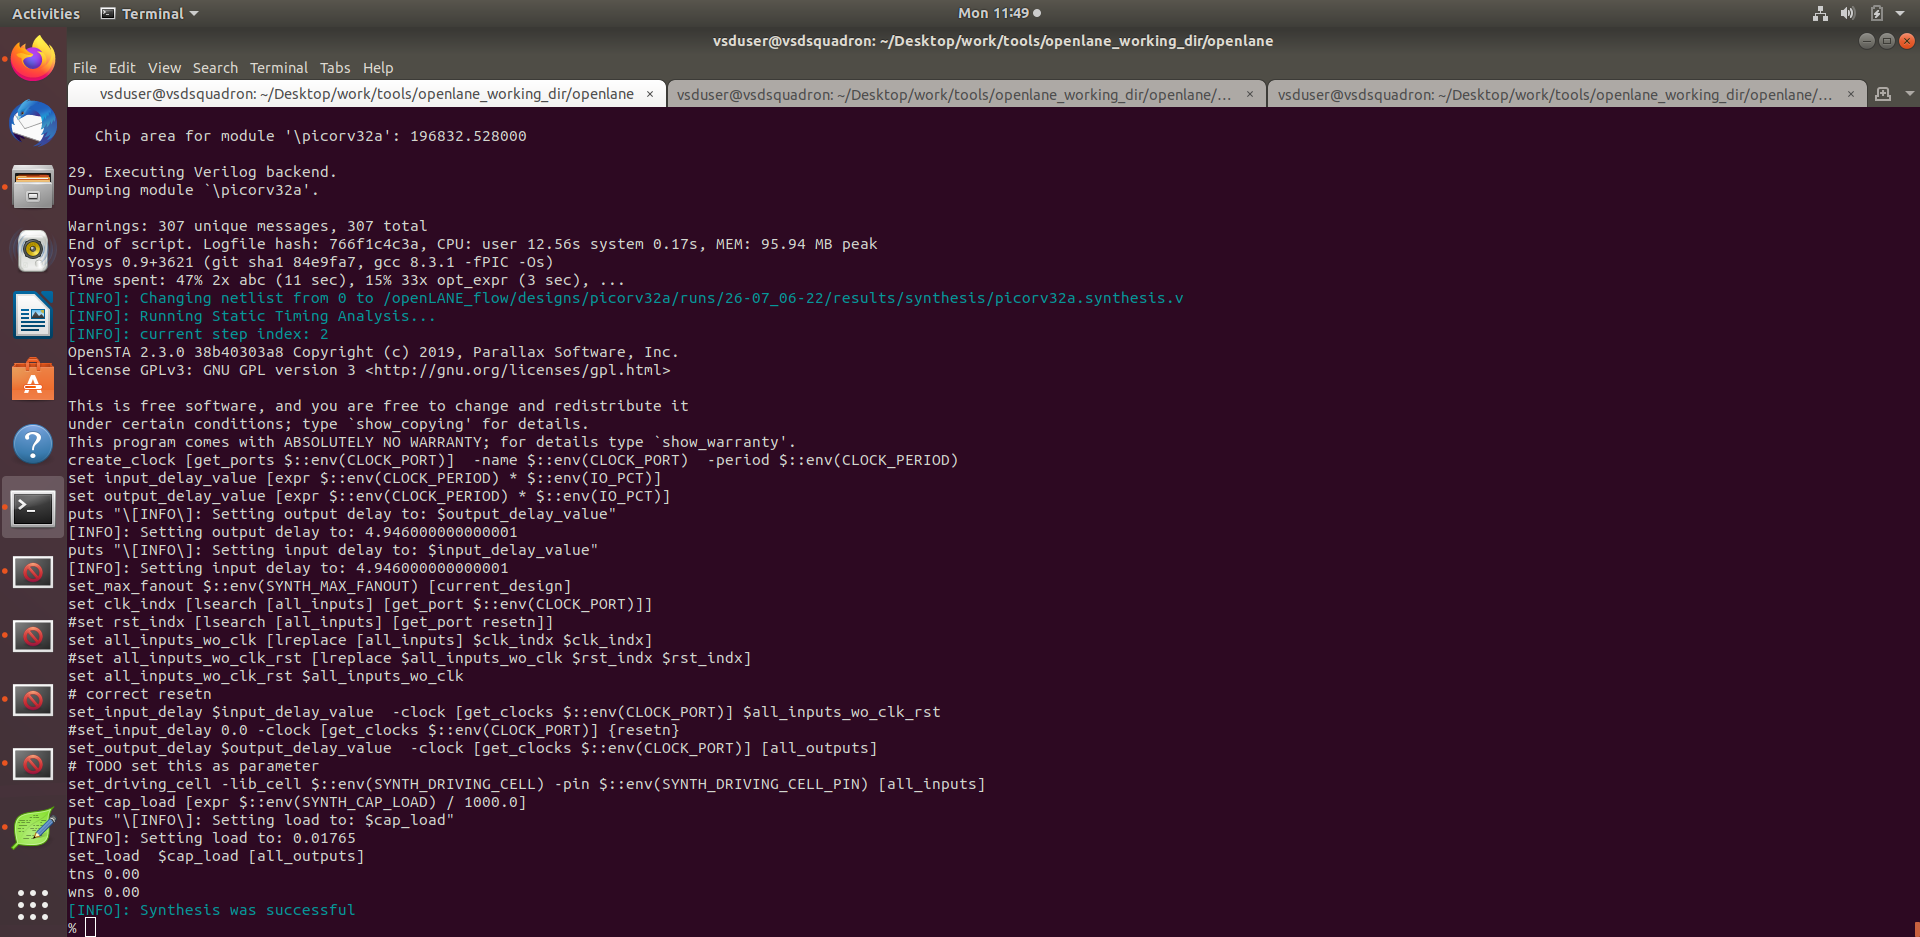 Activities Terminal Mon 11:49
vsduser@vsdsquadron: ~/Desktop/work/tools/openlane_working_dir/openlane
File Edit View Search Terminal Tabs Help
vsduser@vsdsquadron: ~/Desktop/work/tools/openlane_working_dir/openlane × vsduser@vsdsquadron: ~/Desktop/work/tools/openlane_working_dir/openlane/... × vsduser@vsdsquadron: ~/Desktop/work/tools/openlane_working_dir/openlane/... ×
Chip area for module '\picorv32a': 196832.528000
29. Executing Verilog backend.
Dumping module `\picorv32a'.
Warnings: 307 unique messages, 307 total
End of script. Logfile hash: 766f1c4c3a, CPU: user 12.56s system 0.17s, MEM: 95.94 MB peak
Yosys 0.9+3621 (git sha1 84e9fa7, gcc 8.3.1 -fPIC -Os)
Time spent: 47% 2x abc (11 sec), 15% 33x opt_expr (3 sec), ...
[INFO]: Changing netlist from 0 to /openLANE_flow/designs/picorv32a/runs/26-07_06-22/results/synthesis/picorv32a.synthesis.v
[INFO]: Running Static Timing Analysis...
[INFO]: current step index: 2
OpenSTA 2.3.0 38b40303a8 Copyright (c) 2019, Parallax Software, Inc.
License GPLv3: GNU GPL version 3 <http://gnu.org/licenses/gpl.html>
This is free software, and you are free to change and redistribute it
under certain conditions; type `show_copying' for details.
This program comes with ABSOLUTELY NO WARRANTY; for details type `show_warranty'.
create_clock [get_ports $::env(CLOCK_PORT)]  -name $::env(CLOCK_PORT)  -period $::env(CLOCK_PERIOD)
set input_delay_value [expr $::env(CLOCK_PERIOD) * $::env(IO_PCT)]
set output_delay_value [expr $::env(CLOCK_PERIOD) * $::env(IO_PCT)]
puts "\[INFO\]: Setting output delay to: $output_delay_value"
[INFO]: Setting output delay to: 4.946000000000001
puts "\[INFO\]: Setting input delay to: $input_delay_value"
[INFO]: Setting input delay to: 4.946000000000001
set_max_fanout $::env(SYNTH_MAX_FANOUT) [current_design]
set clk_indx [lsearch [all_inputs] [get_port $::env(CLOCK_PORT)]]
#set rst_indx [lsearch [all_inputs] [get_port resetn]]
set all_inputs_wo_clk [lreplace [all_inputs] $clk_indx $clk_indx]
#set all_inputs_wo_clk_rst [lreplace $all_inputs_wo_clk $rst_indx $rst_indx]
set all_inputs_wo_clk_rst $all_inputs_wo_clk
# correct resetn
set_input_delay $input_delay_value  -clock [get_clocks $::env(CLOCK_PORT)] $all_inputs_wo_clk_rst
#set_input_delay 0.0 -clock [get_clocks $::env(CLOCK_PORT)] {resetn}
set_output_delay $output_delay_value  -clock [get_clocks $::env(CLOCK_PORT)] [all_outputs]
# TODO set this as parameter
set_driving_cell -lib_cell $::env(SYNTH_DRIVING_CELL) -pin $::env(SYNTH_DRIVING_CELL_PIN) [all_inputs]
set cap_load [expr $::env(SYNTH_CAP_LOAD) / 1000.0]
puts "\[INFO\]: Setting load to: $cap_load"
[INFO]: Setting load to: 0.01765
set_load  $cap_load [all_outputs]
tns 0.00
wns 0.00
[INFO]: Synthesis was successful
%